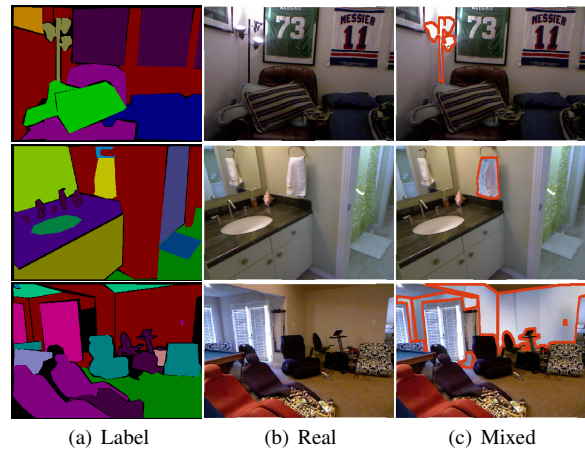 73
MESSIER
11
73
MESSIER
11
(a) Label
(b) Real
(c) Mixed